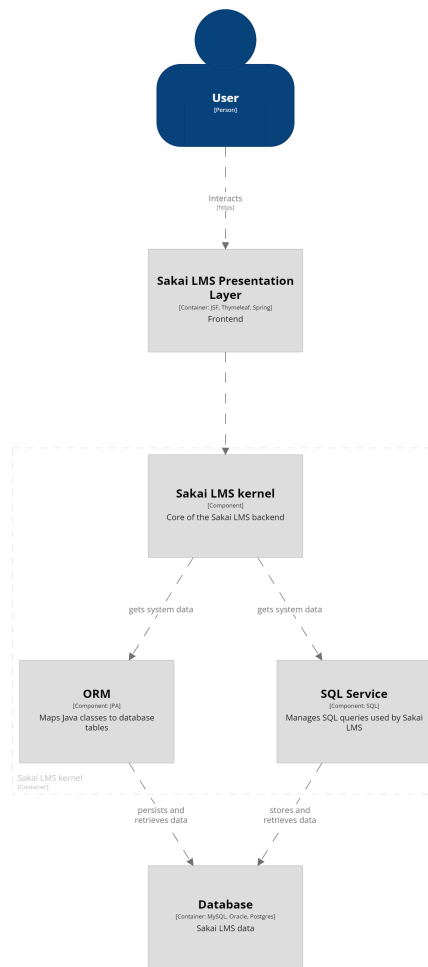 User
[Person]
Interacts
[https]
Sakai LMS Presentation
Layer
[Container: JSF, Thymeleaf, Spring]
Frontend
Sakai LMS kernel
[Component]
Core of the Sakai LMS backend
gets system data
gets system data
ORM
[Component: JPA]
Maps Java classes to database
tables
SQL Service
[Component: SQL]
Manages SQL queries used by Sakai
LMS
Sakai LMS kernel
[Container]
persists and
retrieves data
stores and
retrieves data
Database
[Container: MySQL, Oracle, Postgres]
Sakai LMS data